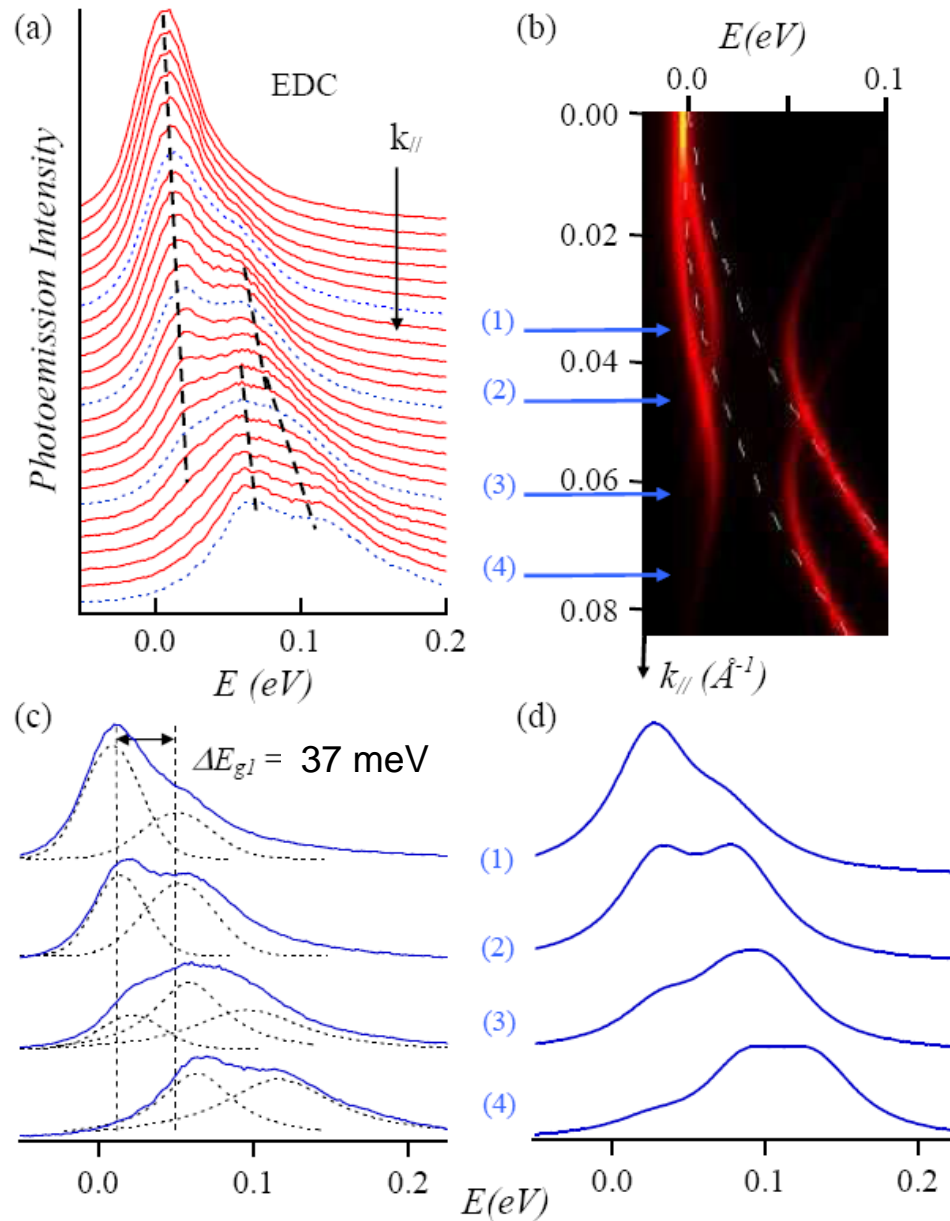 (a)
EDC
k//
Photoemission Intensity
0.0 0.1 0.2
E (eV)
(b)
E(eV)
0.0 0.1
0.00
0.02
(1)
0.04
(2)
(3) 0.06
(4)
0.08
k// (Å-1)
(c)
ΔEg1 = 37 meV
(d)
(1)
(2)
(3)
(4)
0.0 0.1 0.2
0.0 0.1 0.2
E(eV)